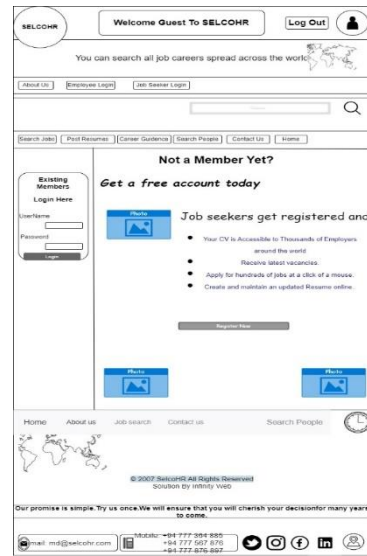 SELCOHR
Welcome Guest To SELCOHR
Log Out
You can search all job careers spread across the world
About Us
Employee Login
Job Seeker Login
Search Jobs
Post Resumes
Career Guidence
Search People
Contact Us
Home
Not a Member Yet?
Get a free account today
Existing
Members
Login Here
UserName
Password
Login
Photo
Job seekers get registered and
Your CV is Accessible to Thousands of Employers
around the world
Receive latest vacancies.
Apply for hundreds of jobs at a click of a mouse.
Create and maintain an updated Resume online.
Register Now
Photo
Photo
Home
About us
Job search
Contact us
Search People
© 2007 SelcoHR All Rights Reserved
Solution By Infinity Web
Our promise is simple.Try us once.We will ensure that you will cherish your decisionfor many years
to come.
mail: md@selcohr.com
Mobile: +94 777 384 885
+94 777 567 876
+94 777 876 897